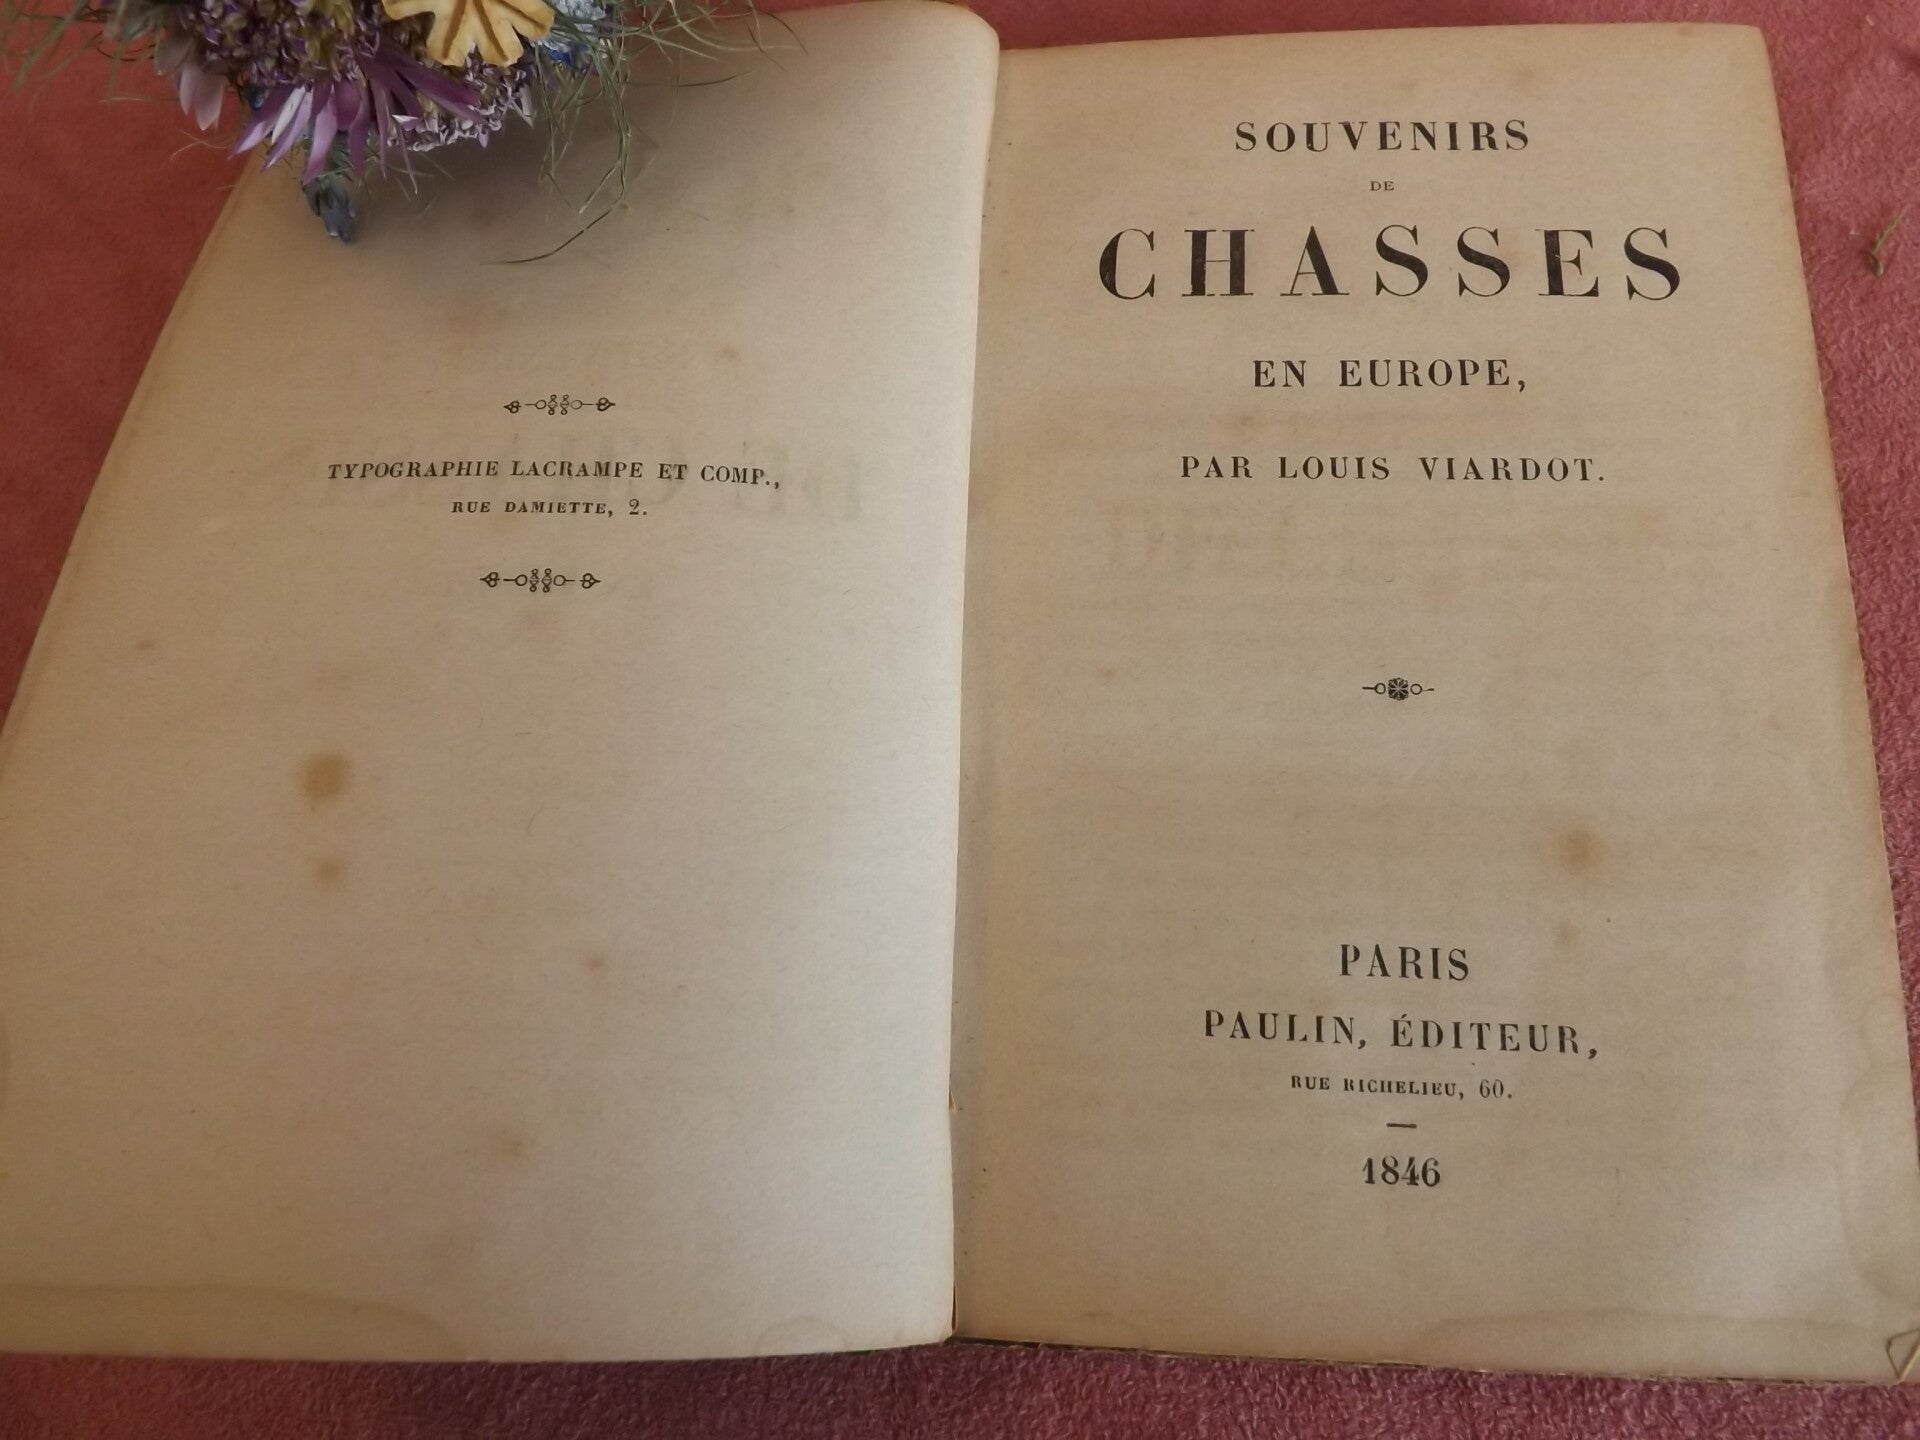 TYPOGRAPHIE LACRAMPE ET COMP.,
RUE DAMIETTE, 2.
SOUVENIRS
DE
CHASSES
EN EUROPE,
PAR LOUIS VIARDOT.
PARIS
PAULIN, ÉDITEUR,
RUE RICHELIEU, 60.
1846